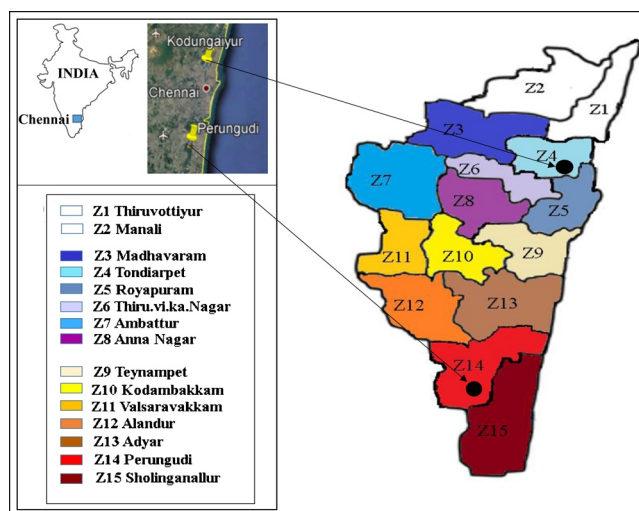 INDIA
Chennai
Kodungaiyur
Chennai
Perungudi
Z1 Thiruvottiyur
Z2 Manali
Z3 Madhavaram
Z4 Tondiarpet
Z5 Royapuram
Z6 Thiru.vi.ka.Nagar
Z7 Ambattur
Z8 Anna Nagar
Z9 Teynampet
Z10 Kodambakkam
Z11 Valsaravakkam
Z12 Alandur
Z13 Adyar
Z14 Perungudi
Z15 Sholinganallur
Z2
Z1
Z3
Z4
Z6
Z7
Z8
Z5
Z11
Z10
Z9
Z12
Z13
Z14
Z15